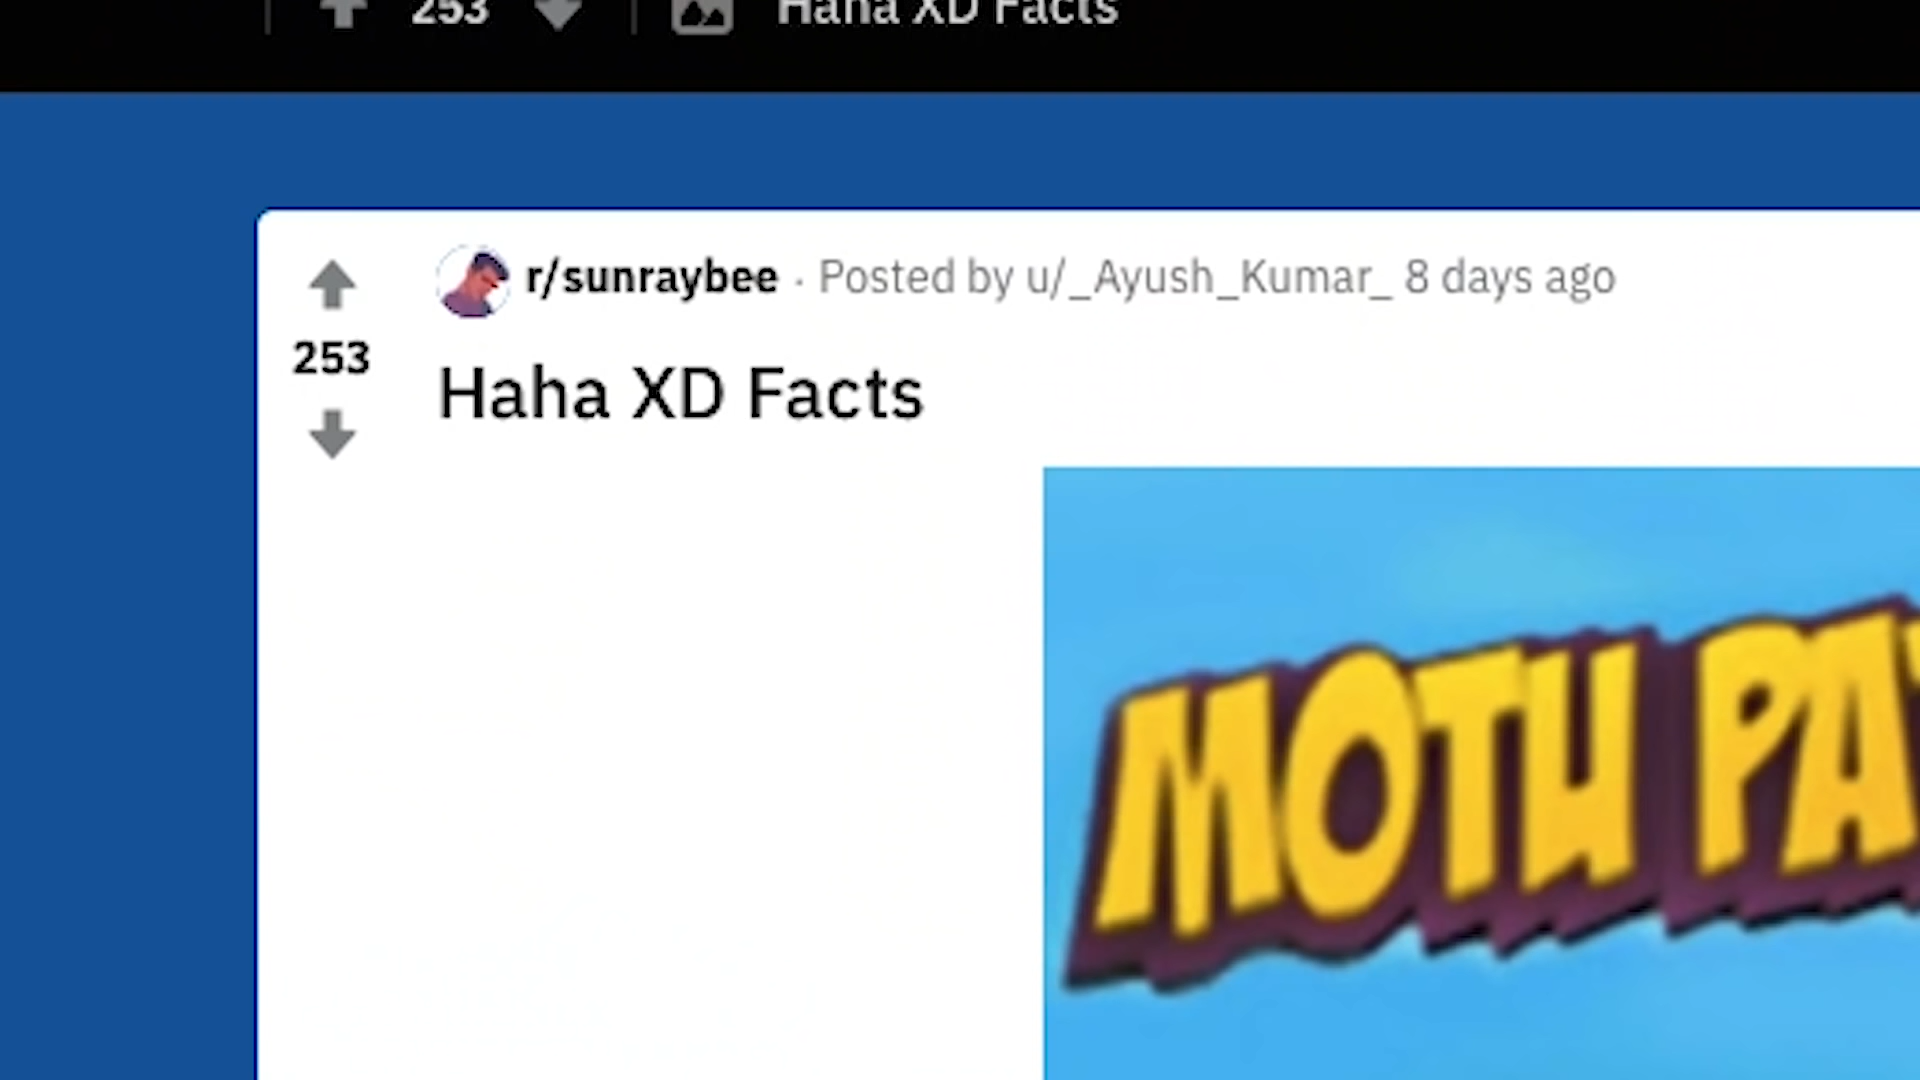 253 Haha XD Facts
r/sunraybee · Posted by u/_Ayush_Kumar_ 8 days ago
253
Haha XD Facts
MOTU PA